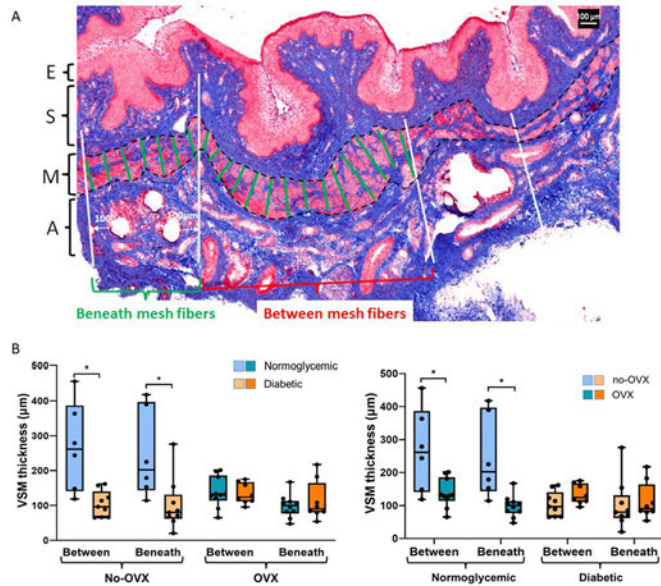 A
100 µm
E
S
M
A
100
100µm
Beneath mesh fibers
Between mesh fibers
B
Normoglycemic
Diabetic
VSM thickness (µm)
500
400
300
200
100
0
*
*
Between
Beneath
Between
Beneath
No-OVX
OVX
no-OVX
OVX
VSM thickness (µm)
500
400
300
200
100
0
*
*
Between
Beneath
Between
Beneath
Normoglycemic
Diabetic